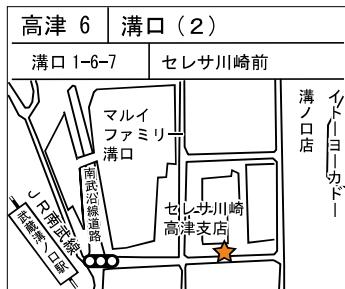 高津 6
溝口（2）
溝口 1-6-7
セレサ川崎前
マルイ
ファミリー
溝口
イトーヨーカドー
溝ノ口店
南武沿線道路
セレサ川崎
高津支店
JR南武線
武蔵溝ノ口駅